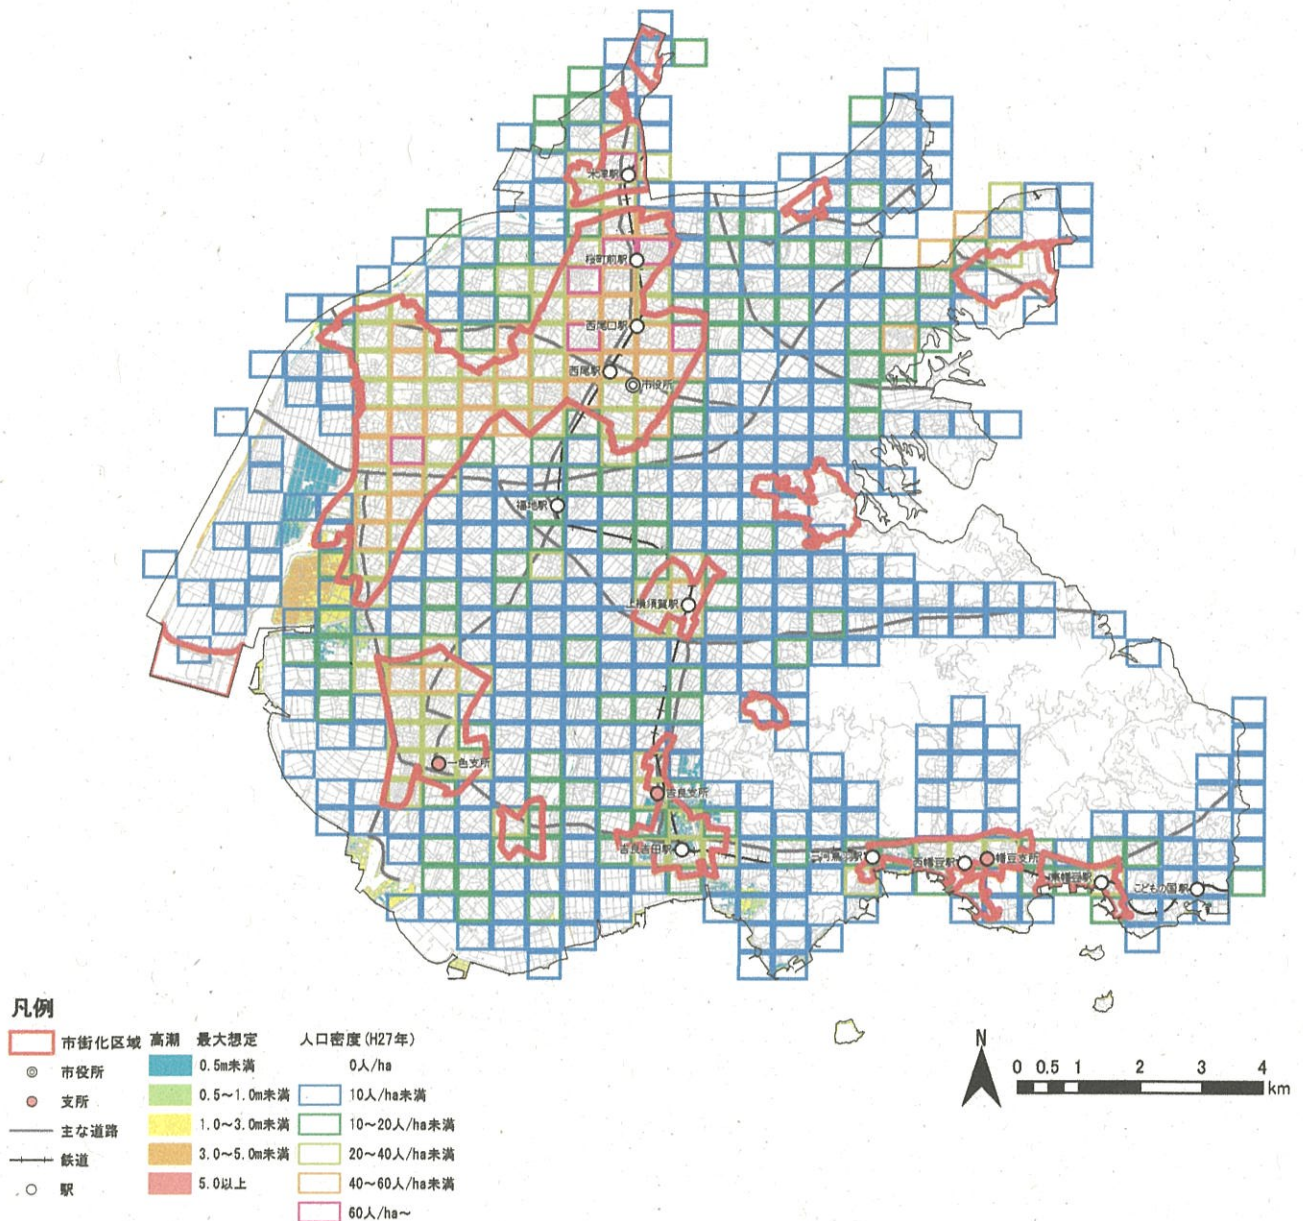 米津駅
桜町前駅
西尾口駅
西尾駅
市役所
福地駅
上横須賀駅
一色支所
吉良支所
吉良吉田駅
三河鳥羽駅
西幡豆駅
幡豆支所
東幡豆駅
こどもの国駅
凡例
市街化区域
市役所
支所
主な道路
鉄道
駅
高潮 最大想定
0.5m未満
0.5~1.0m未満
1.0~3.0m未満
3.0~5.0m未満
5.0以上
人口密度(H27年)
0人/ha
10人/ha未満
10~20人/ha未満
20~40人/ha未満
40~60人/ha未満
60人/ha~
N
0 0.5 1 2 3 4
km